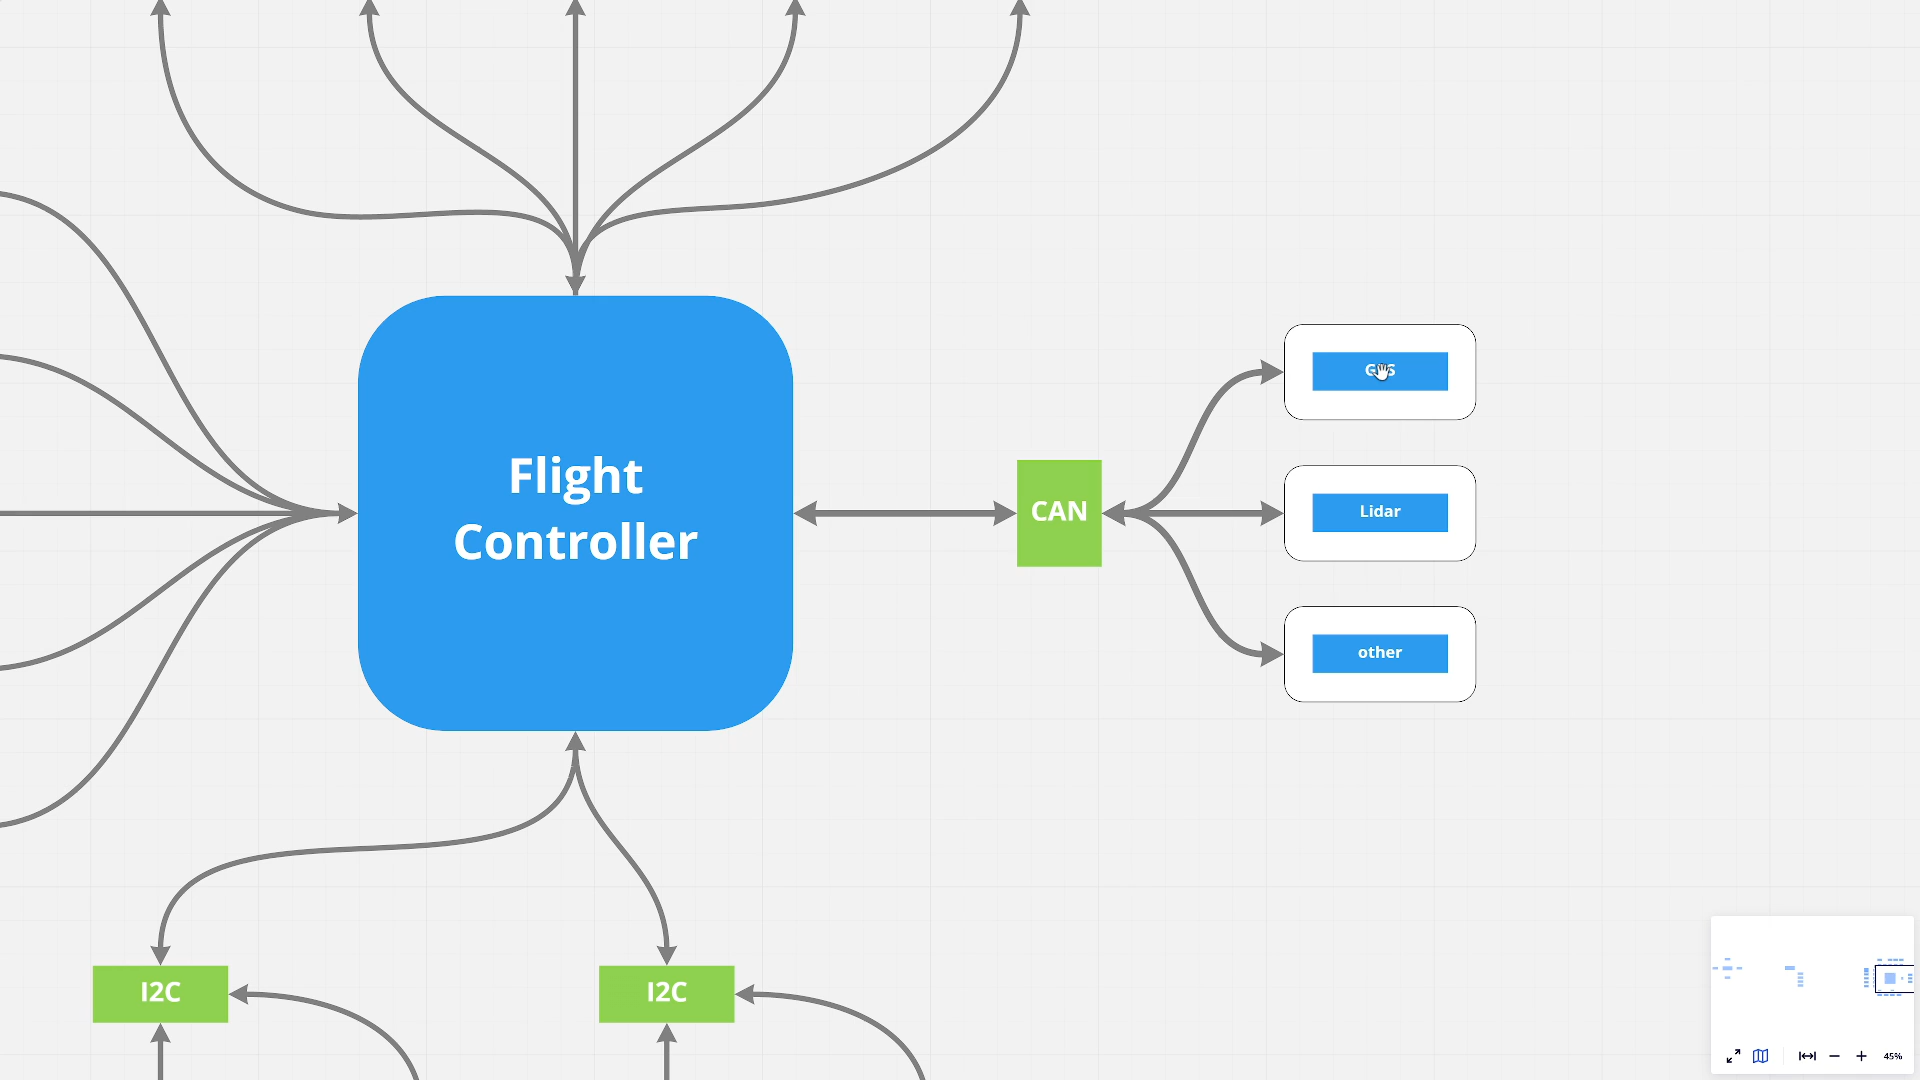 Flight
Controller
CAN
Lidar
other
I2C
I2C
45%